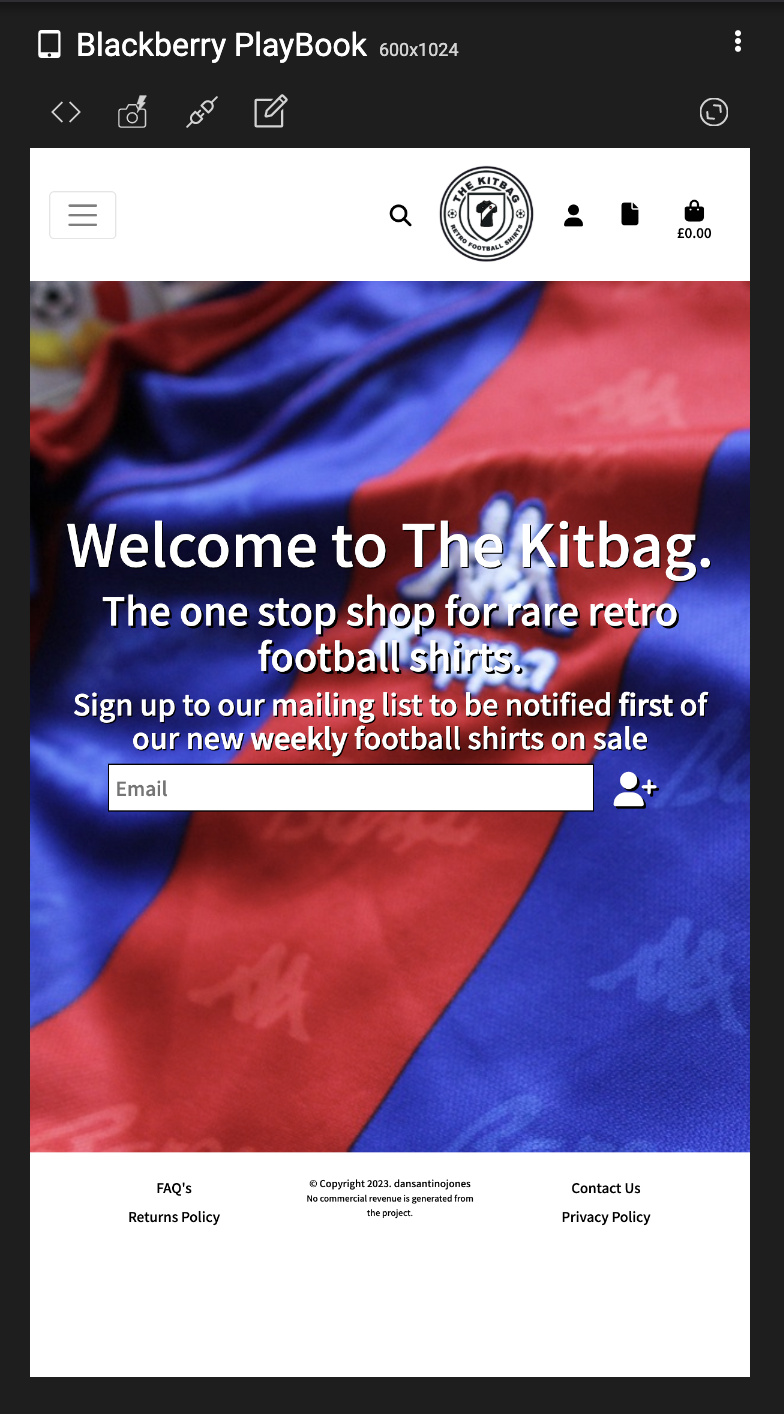 Blackberry PlayBook 600x1024
THE KITBAG
RETRO FOOTBALL SHIRTS
£0.00
Welcome to The Kitbag.
The one stop shop for rare retro
football shirts.
Sign up to our mailing list to be notified first of
our new weekly football shirts on sale
Email
FAQ's
Returns Policy
© Copyright 2023. dansantinojones
No commercial revenue is generated from
the project.
Contact Us
Privacy Policy